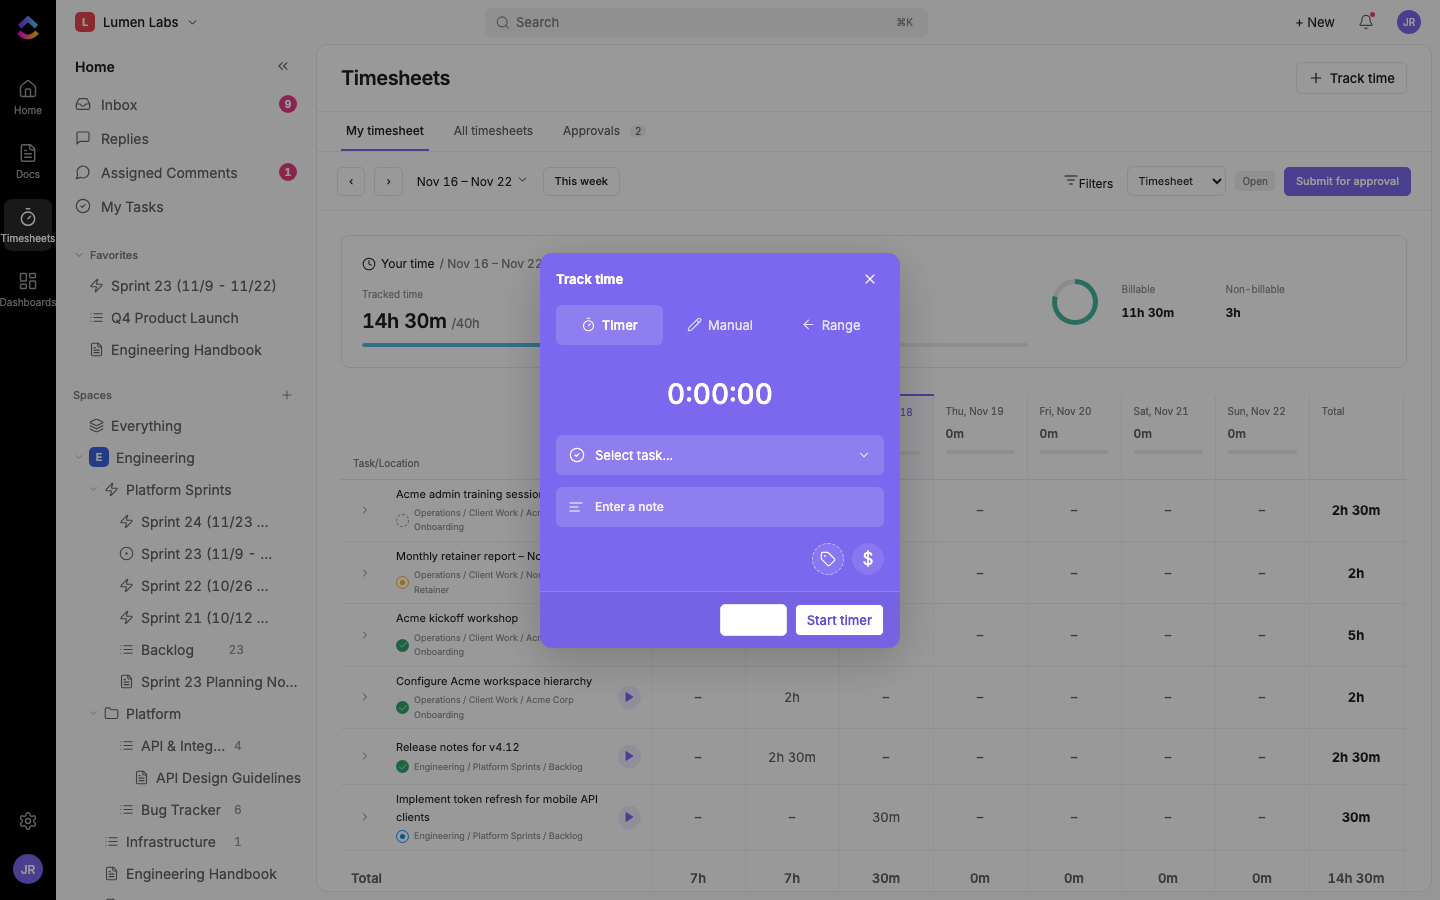 L Lumen Labs
Search ⌘K
+ New
JR
Home
Docs
Timesheets
Dashboards
JR
Home
Inbox 9
Replies
Assigned Comments 1
My Tasks
Favorites
Sprint 23 (11/9 - 11/22)
Q4 Product Launch
Engineering Handbook
Spaces
Everything
E Engineering
Platform Sprints
Sprint 24 (11/23 ...
Sprint 23 (11/9 - ...
Sprint 22 (10/26 ...
Sprint 21 (10/12 ...
Backlog 23
Sprint 23 Planning No...
Platform
API & Integ... 4
API Design Guidelines
Bug Tracker 6
Infrastructure 1
Engineering Handbook
Timesheets
Track time
My timesheet All timesheets Approvals 2
Nov 16 – Nov 22 This week
Filters Timesheet Open Submit for approval
Your time / Nov 16 – Nov 22
Tracked time
14h 30m /40h
Billable Non-billable
11h 30m 3h
Task/Location
18
Thu, Nov 19 Fri, Nov 20 Sat, Nov 21 Sun, Nov 22 Total
0m 0m 0m 0m
Acme admin training session
Operations / Client Work /
Onboarding
– – – – 2h 30m
Monthly retainer report –
Operations / Client Work /
Retainer
– – – – 2h
Acme kickoff workshop
Operations / Client Work /
Onboarding
– – – – 5h
Configure Acme workspace hierarchy
Operations / Client Work / Acme Corp
Onboarding
– 2h – – – – – 2h
Release notes for v4.12
Engineering / Platform Sprints / Backlog
– 2h 30m – – – – – 2h 30m
Implement token refresh for mobile API
clients
Engineering / Platform Sprints / Backlog
– – 30m – – – – 30m
Total 7h 7h 30m 0m 0m 0m 0m 14h 30m
Track time
Timer Manual Range
0:00:00
Select task...
Enter a note
$
Start timer